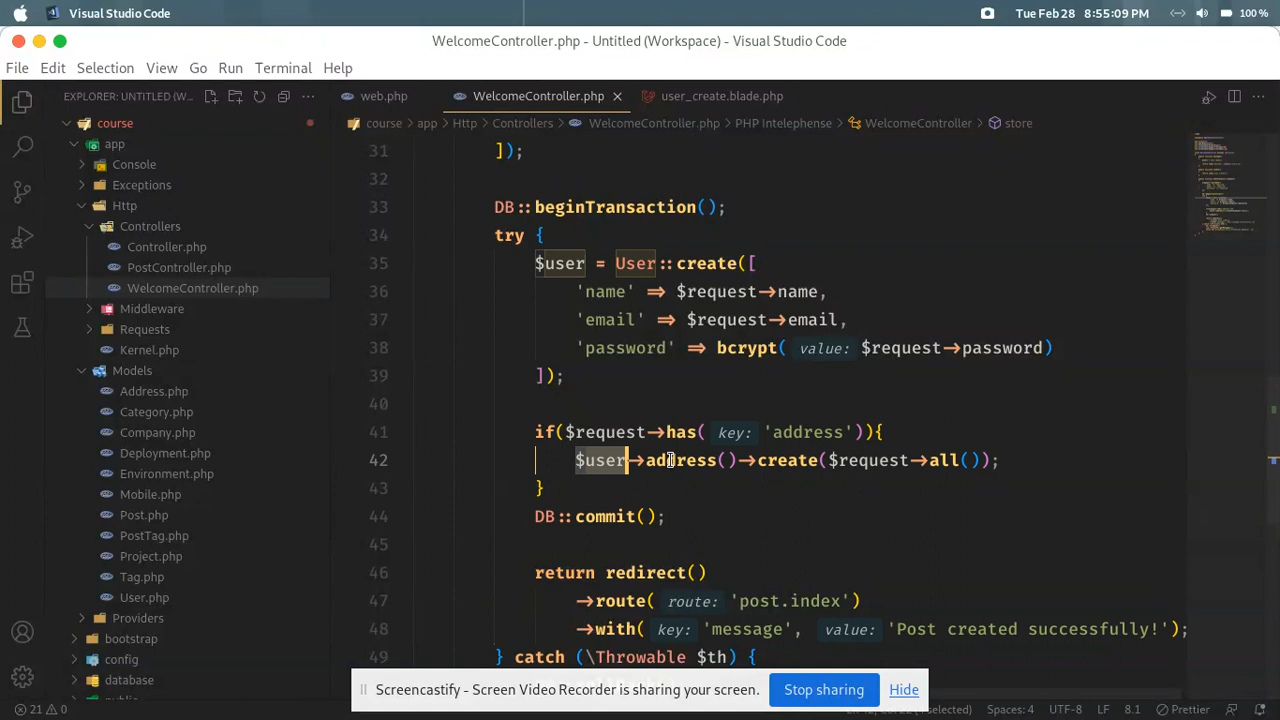 Visual Studio Code
Tue Feb 28 8:55:09 PM
100 %
WelcomeController.php - Untitled (Workspace) - Visual Studio Code
File Edit Selection View Go Run Terminal Help
EXPLORER: UNTITLED (W...
web.php
WelcomeController.php
user_create.blade.php
course
app
Console
Exceptions
Http
Controllers
Controller.php
PostController.php
WelcomeController.php
Middleware
Requests
Kernel.php
Models
Address.php
Category.php
Company.php
Deployment.php
Environment.php
Mobile.php
Post.php
PostTag.php
Project.php
Tag.php
User.php
Providers
bootstrap
config
database
course > app > Http > Controllers > WelcomeController.php > PHP Intelephense > WelcomeController > store
31 ]);
32
33 DB::beginTransaction();
34 try {
35 $user = User::create([
36 'name' => $request->name,
37 'email' => $request->email,
38 'password' => bcrypt( value: $request->password)
39 ]);
40
41 if($request->has( key: 'address')){
42 $user->address()->create($request->all());
43 }
44 DB::commit();
45
46 return redirect()
47 ->route( route: 'post.index')
48 ->with( key: 'message', value: 'Post created successfully!');
49 } catch (\Throwable $th) {
Screencastify - Screen Video Recorder is sharing your screen.
Stop sharing
Hide
21 0
selected)
Spaces: 4
UTF-8
LF
8.1
Prettier